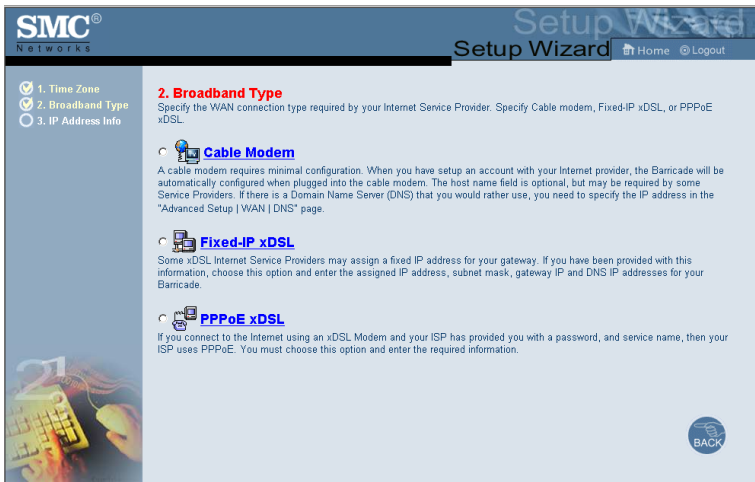 SMC®
Networks
Setup Wizard
Setup Wizard
Home Logout
1. Time Zone
2. Broadband Type
3. IP Address Info
2. Broadband Type
Specify the WAN connection type required by your Internet Service Provider. Specify Cable modem, Fixed-IP xDSL, or PPPoE
xDSL.
Cable Modem
A cable modem requires minimal configuration. When you have setup an account with your Internet provider, the Barricade will be
automatically configured when plugged into the cable modem. The host name field is optional, but may be required by some
Service Providers. If there is a Domain Name Server (DNS) that you would rather use, you need to specify the IP address in the
"Advanced Setup | WAN | DNS" page.
Fixed-IP xDSL
Some xDSL Internet Service Providers may assign a fixed IP address for your gateway. If you have been provided with this
information, choose this option and enter the assigned IP address, subnet mask, gateway IP and DNS IP addresses for your
Barricade.
PPPoE xDSL
If you connect to the Internet using an xDSL Modem and your ISP has provided you with a password, and service name, then your
ISP uses PPPoE. You must choose this option and enter the required information.
2.
BACK